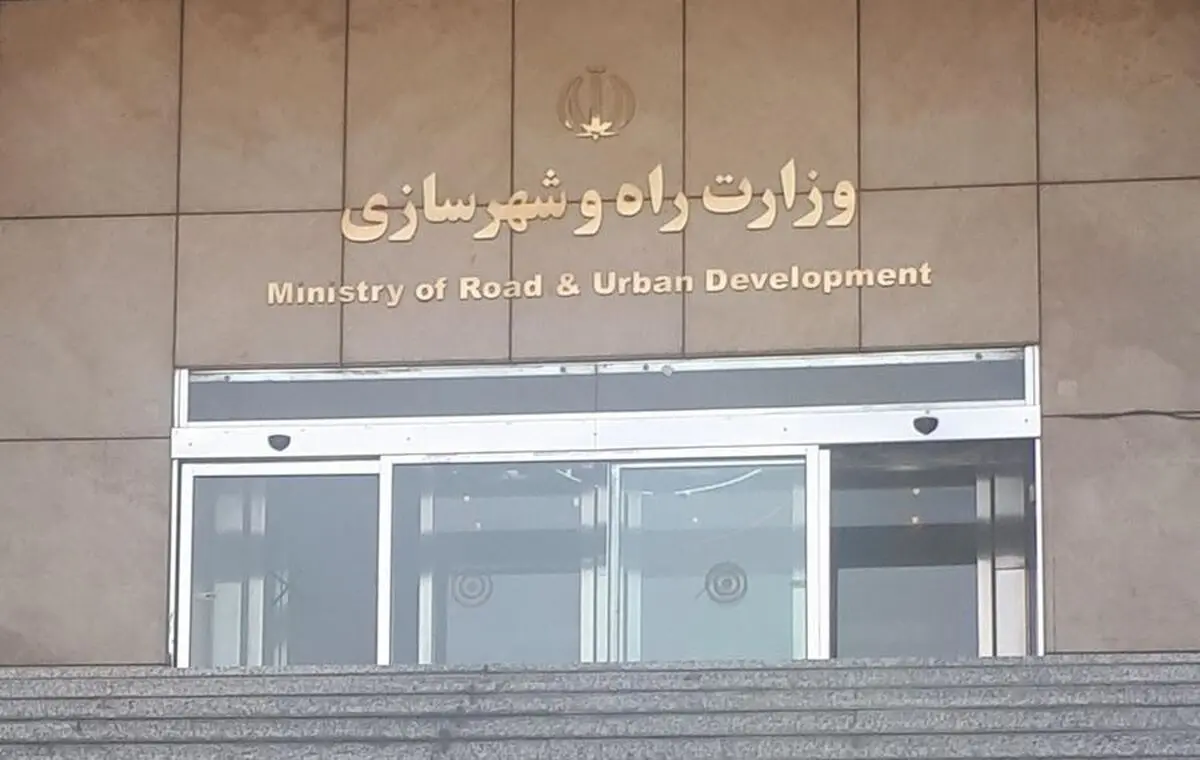 وزارت راه و شهرسازی
Ministry of Road & Urban Development